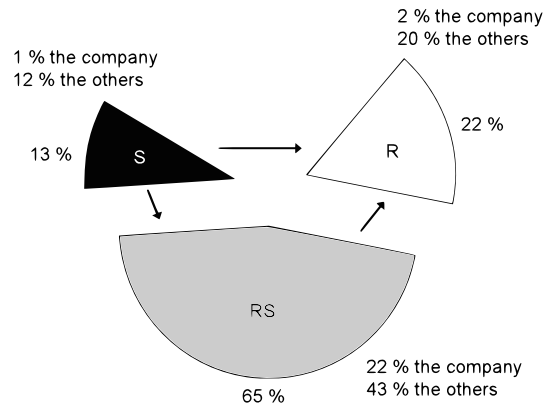 2 % the company
20 % the others
1 % the company
12 % the others
22 %
13 %
S
R
RS
22 % the company
43 % the others
65 %